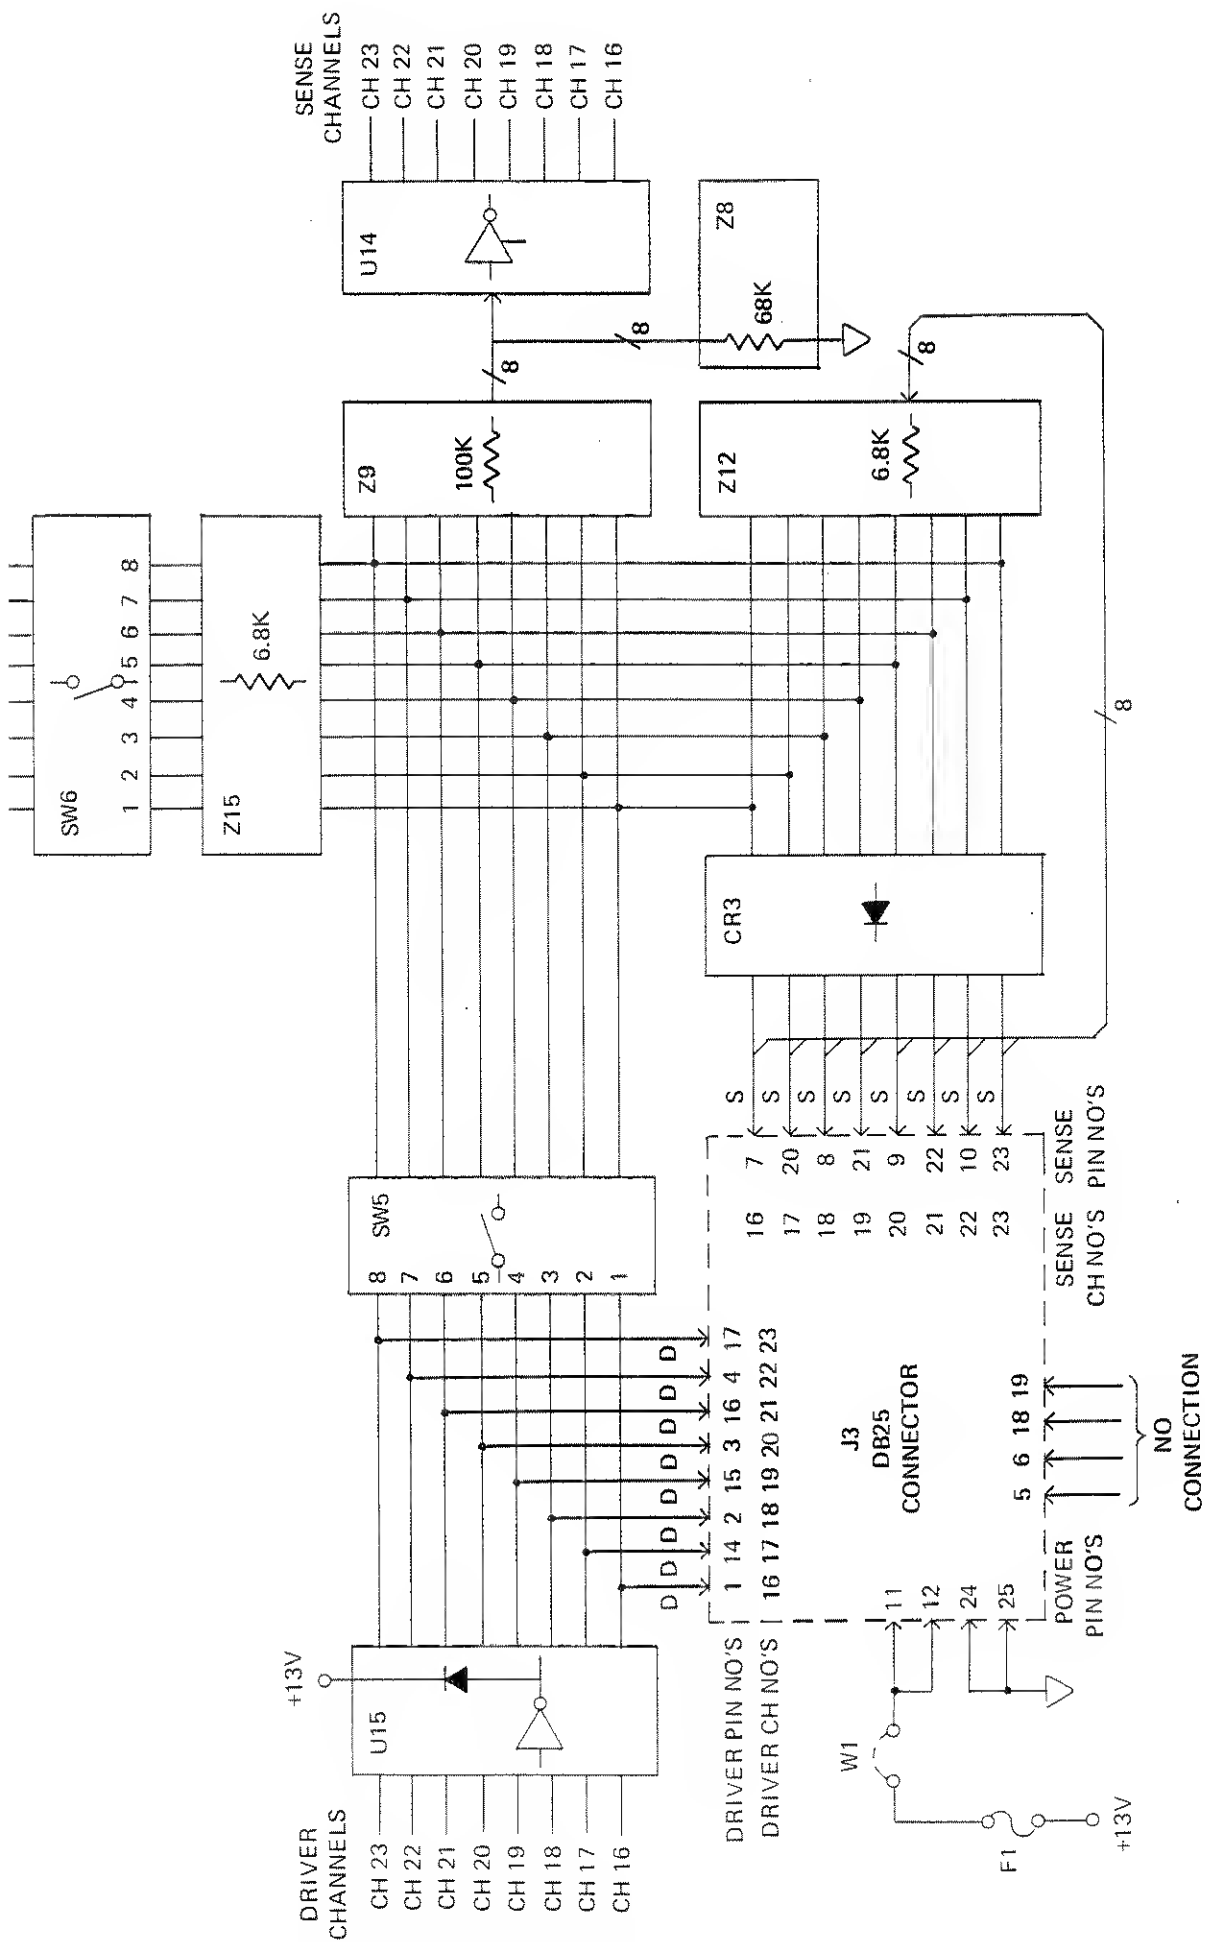 SENSE
CHANNELS
CH 23
CH 22
CH 21
CH 20
CH 19
CH 18
CH 17
CH 16
U14
Z8
68K
8
8
8
Z9
100K
Z12
6.8K
SW6
1 2 3 4 5 6 7 8
Z15
6.8K
8
CR3
S S S S S S S S
SW5
8
7
6
5
4
3
2
1
7 20 8 21 9 22 10 23
SENSE
PIN NO'S
16 17 18 19 20 21 22 23
SENSE
CH NO'S
D D D D D D D D
1 14 2 15 3 16 4 17
16 17 18 19 20 21 22 23
DRIVER PIN NO'S
DRIVER CH NO'S
J3
DB25
CONNECTOR
5 6 18 19
NO
CONNECTION
11
12
24
25
POWER
PIN NO'S
+13V
U15
DRIVER
CHANNELS
CH 23
CH 22
CH 21
CH 20
CH 19
CH 18
CH 17
CH 16
W1
F1
+13V